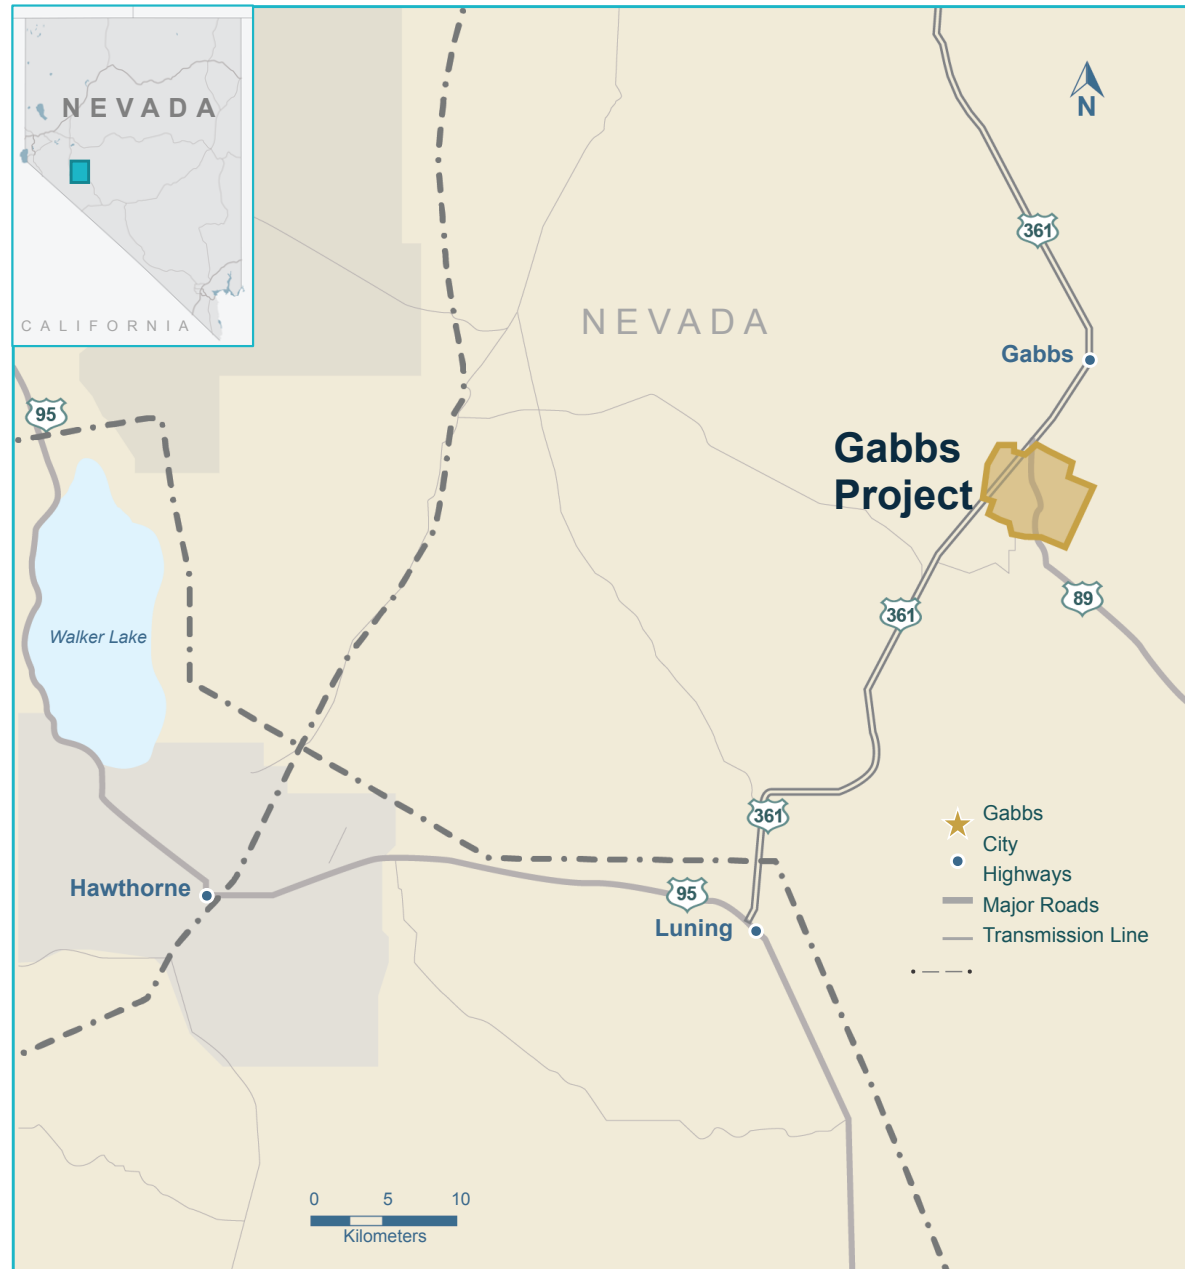 NEVADA
CALIFORNIA
N
361
NEVADA
Gabbs
95
Gabbs
Project
89
361
Walker Lake
361
Gabbs
City
Highways
Major Roads
Transmission Line
Hawthorne
95
Luning
0 5 10
Kilometers